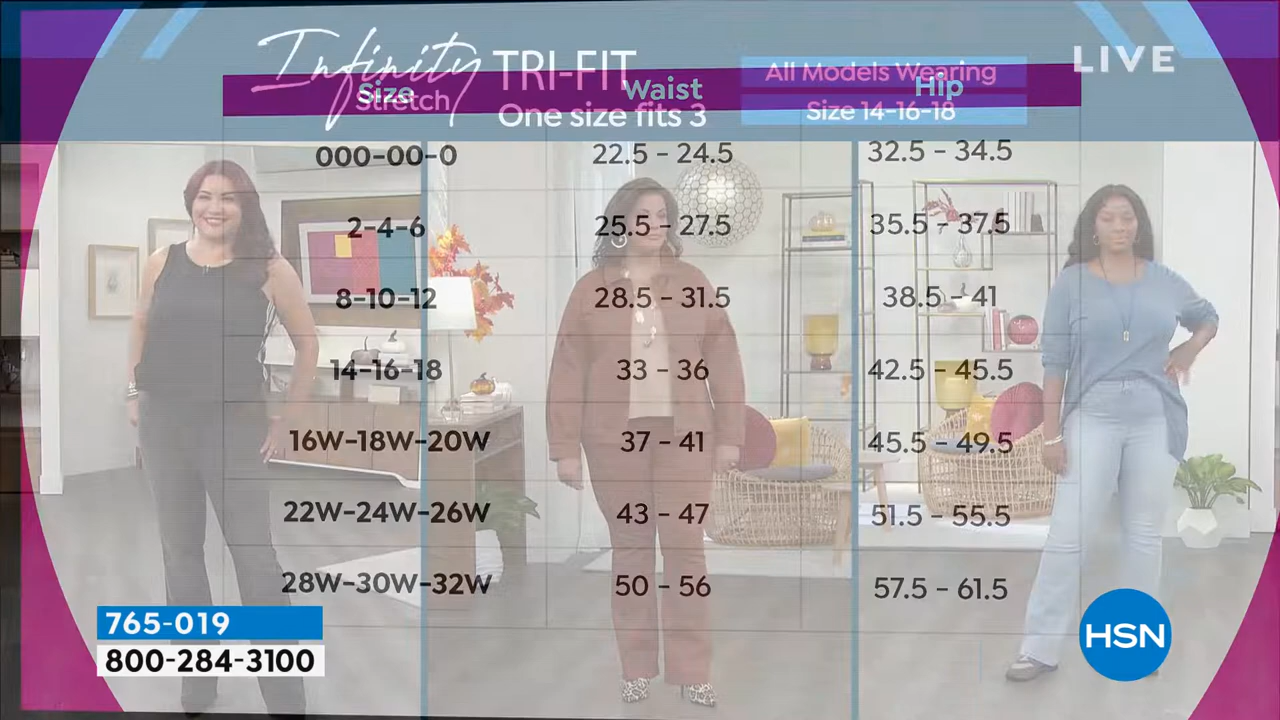 Infinity TRI-FIT
Stretch One size fits 3
All Models Wearing
Size 14-16-18
LIVE
Size Waist Hip
000-00-0 22.5 - 24.5 32.5 - 34.5
2-4-6 25.5 - 27.5 35.5 - 37.5
8-10-12 28.5 - 31.5 38.5 - 41
14-16-18 33 - 36 42.5 - 45.5
16W-18W-20W 37 - 41 45.5 - 49.5
22W-24W-26W 43 - 47 51.5 - 55.5
28W-30W-32W 50 - 56 57.5 - 61.5
765-019
800-284-3100
HSN